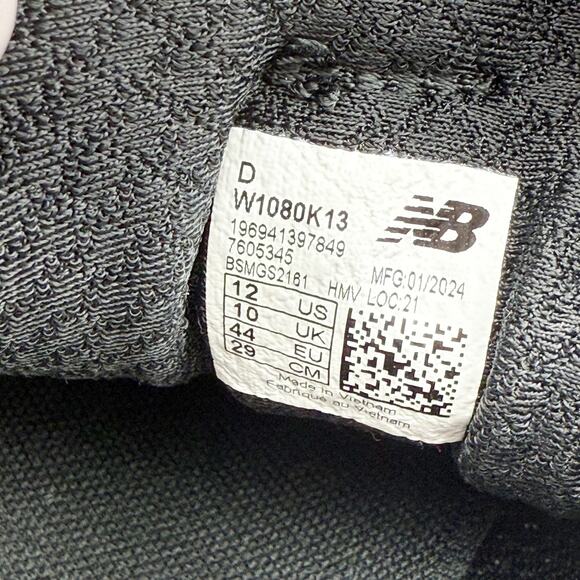 D
W1080K13
196941397849
7605345
BSMGS2161 HMV
NB
MFG:01/2024
LOC:21
12 US
10 UK
44 EU
29 CM
Made in Vietnam
Fabriqué au Vietnam